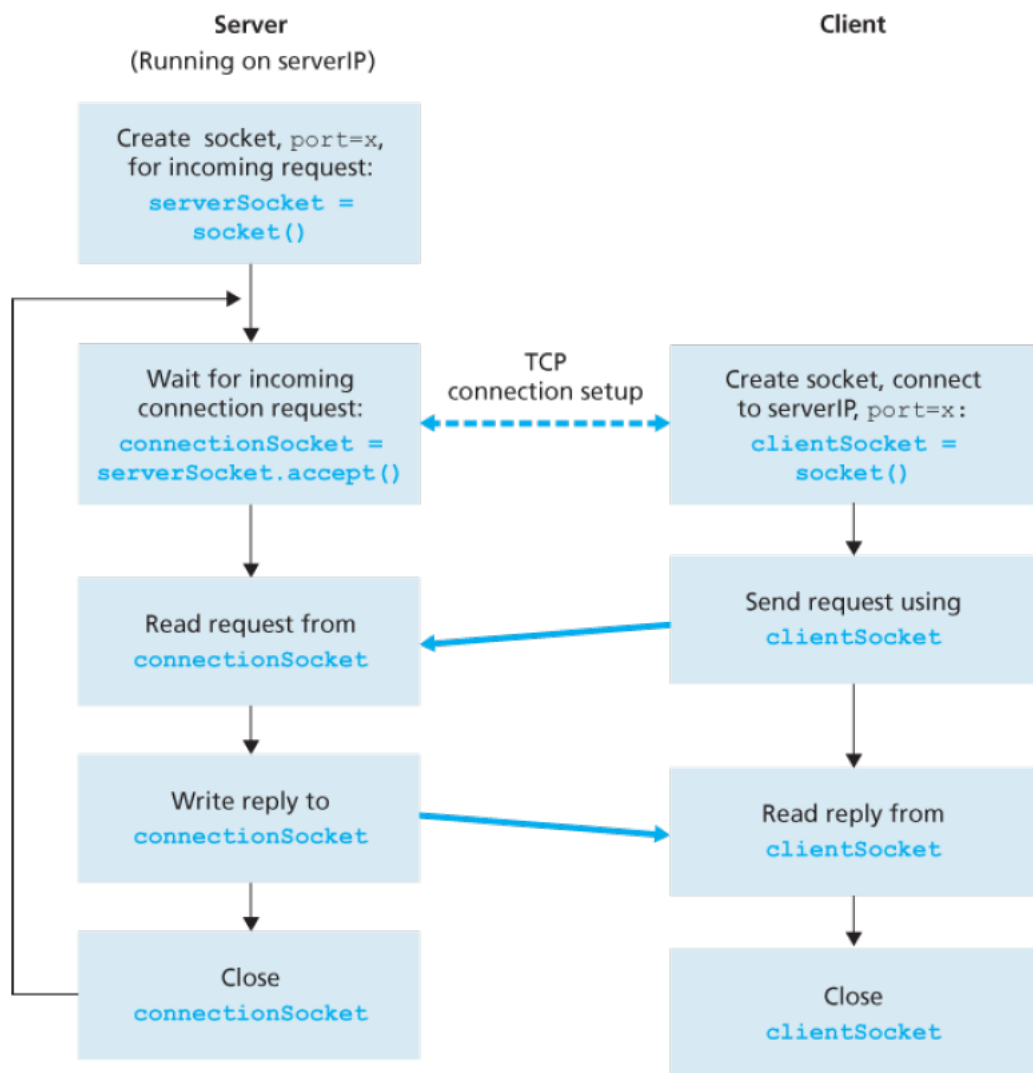 Server
(Running on serverIP)
Client
Create socket, port=x,
for incoming request:
serverSocket =
socket()
Wait for incoming
connection request:
connectionSocket =
serverSocket.accept()
TCP
connection setup
Create socket, connect
to serverIP, port=x:
clientSocket =
socket()
Read request from
connectionSocket
Send request using
clientSocket
Write reply to
connectionSocket
Read reply from
clientSocket
Close
connectionSocket
Close
clientSocket